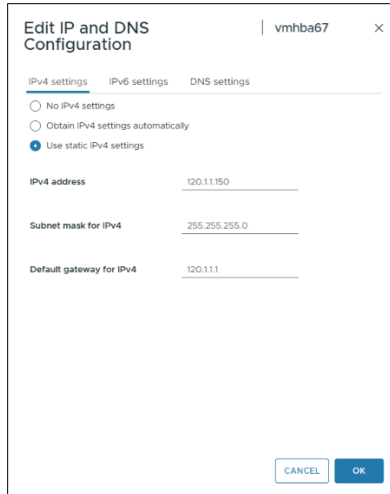 Edit IP and DNS
Configuration
vmhba67
×
IPv4 settings IPv6 settings DNS settings
No IPv4 settings
Obtain IPv4 settings automatically
Use static IPv4 settings
IPv4 address 120.1.1.150
Subnet mask for IPv4 255.255.255.0
Default gateway for IPv4 120.1.1.1
CANCEL OK